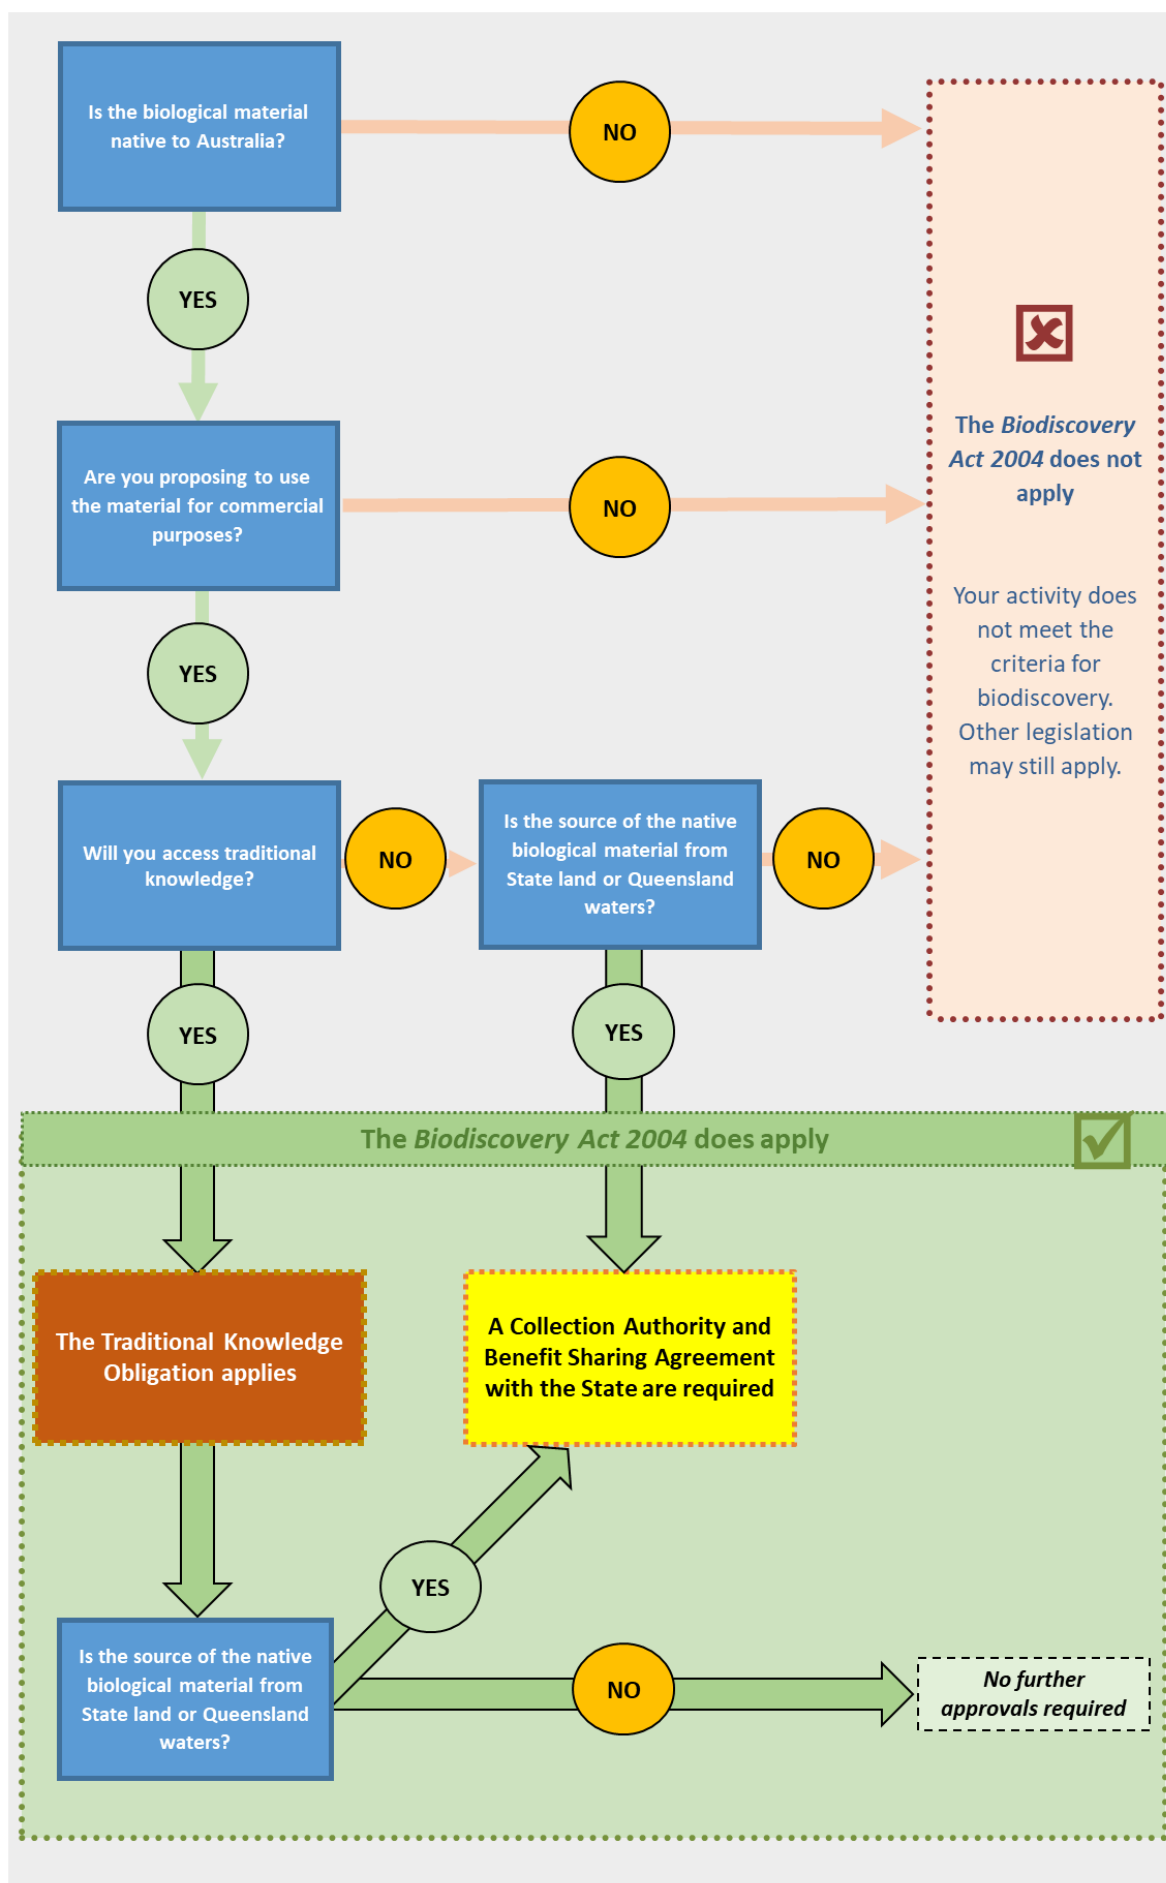 Is the biological material
native to Australia?
NO
YES
Are you proposing to use
the material for commercial
purposes?
NO
The Biodiscovery
Act 2004 does not
apply
Your activity does
not meet the
criteria for
biodiscovery.
Other legislation
may still apply.
YES
Will you access traditional
knowledge?
NO
Is the source of the native
biological material from
State land or Queensland
waters?
NO
YES
YES
The Biodiscovery Act 2004 does apply
The Traditional Knowledge
Obligation applies
A Collection Authority and
Benefit Sharing Agreement
with the State are required
YES
Is the source of the native
biological material from
State land or Queensland
waters?
NO
No further
approvals required